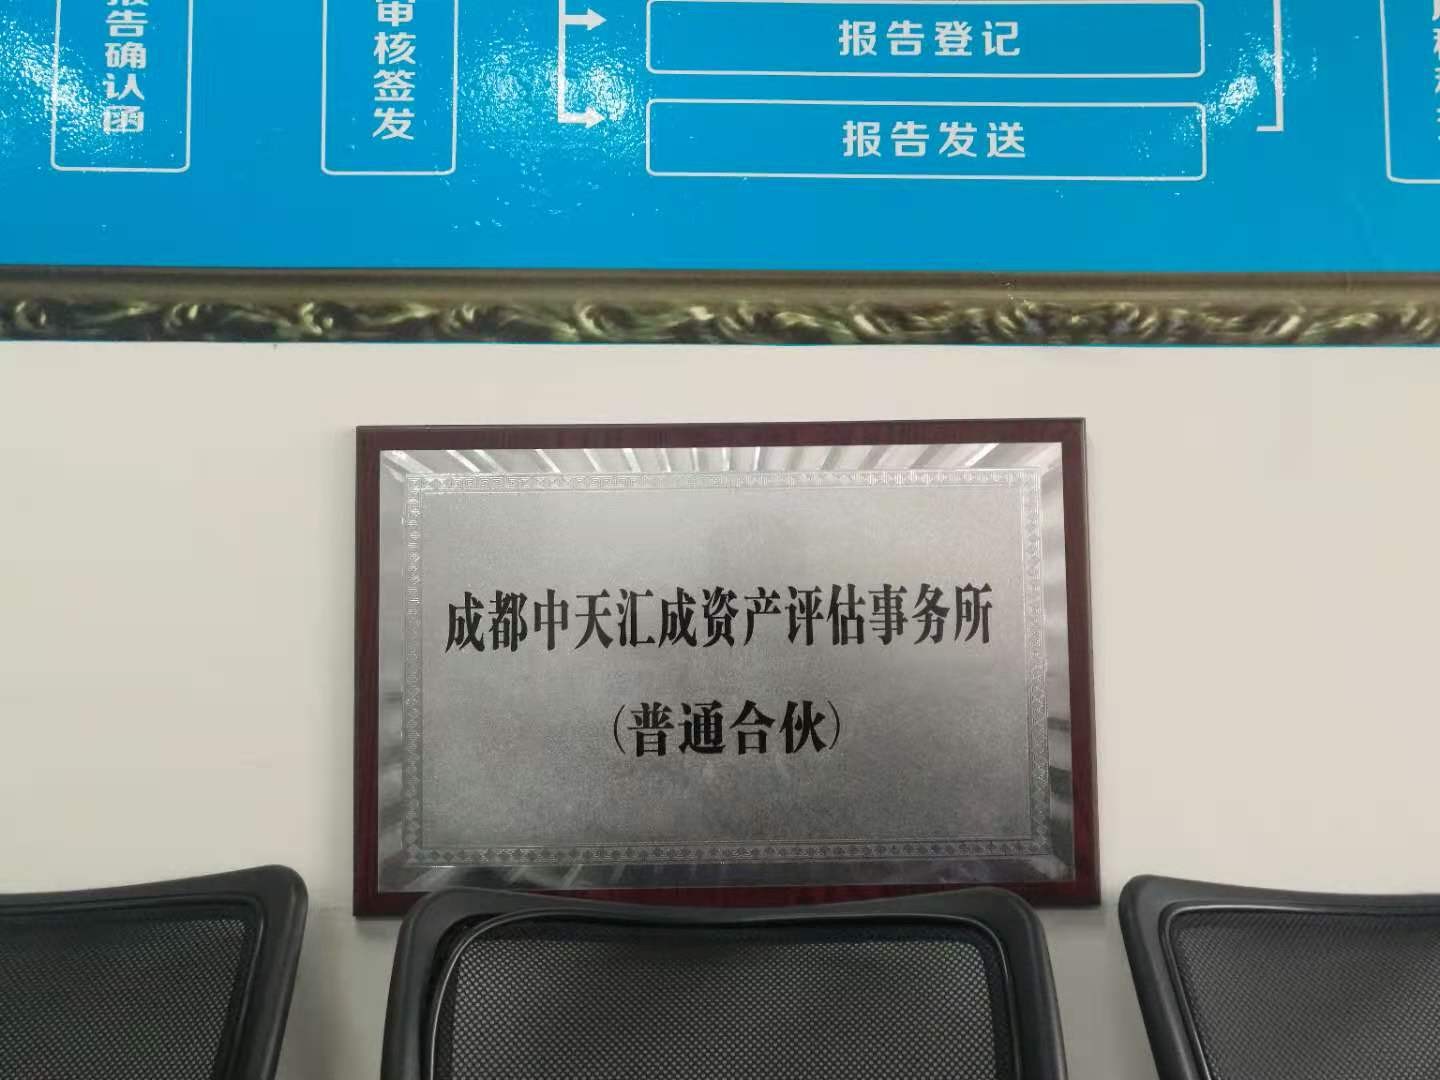 报告确认函
审核签发
报告登记
报告发送
成都中天汇成资产评估事务所
(普通合伙)